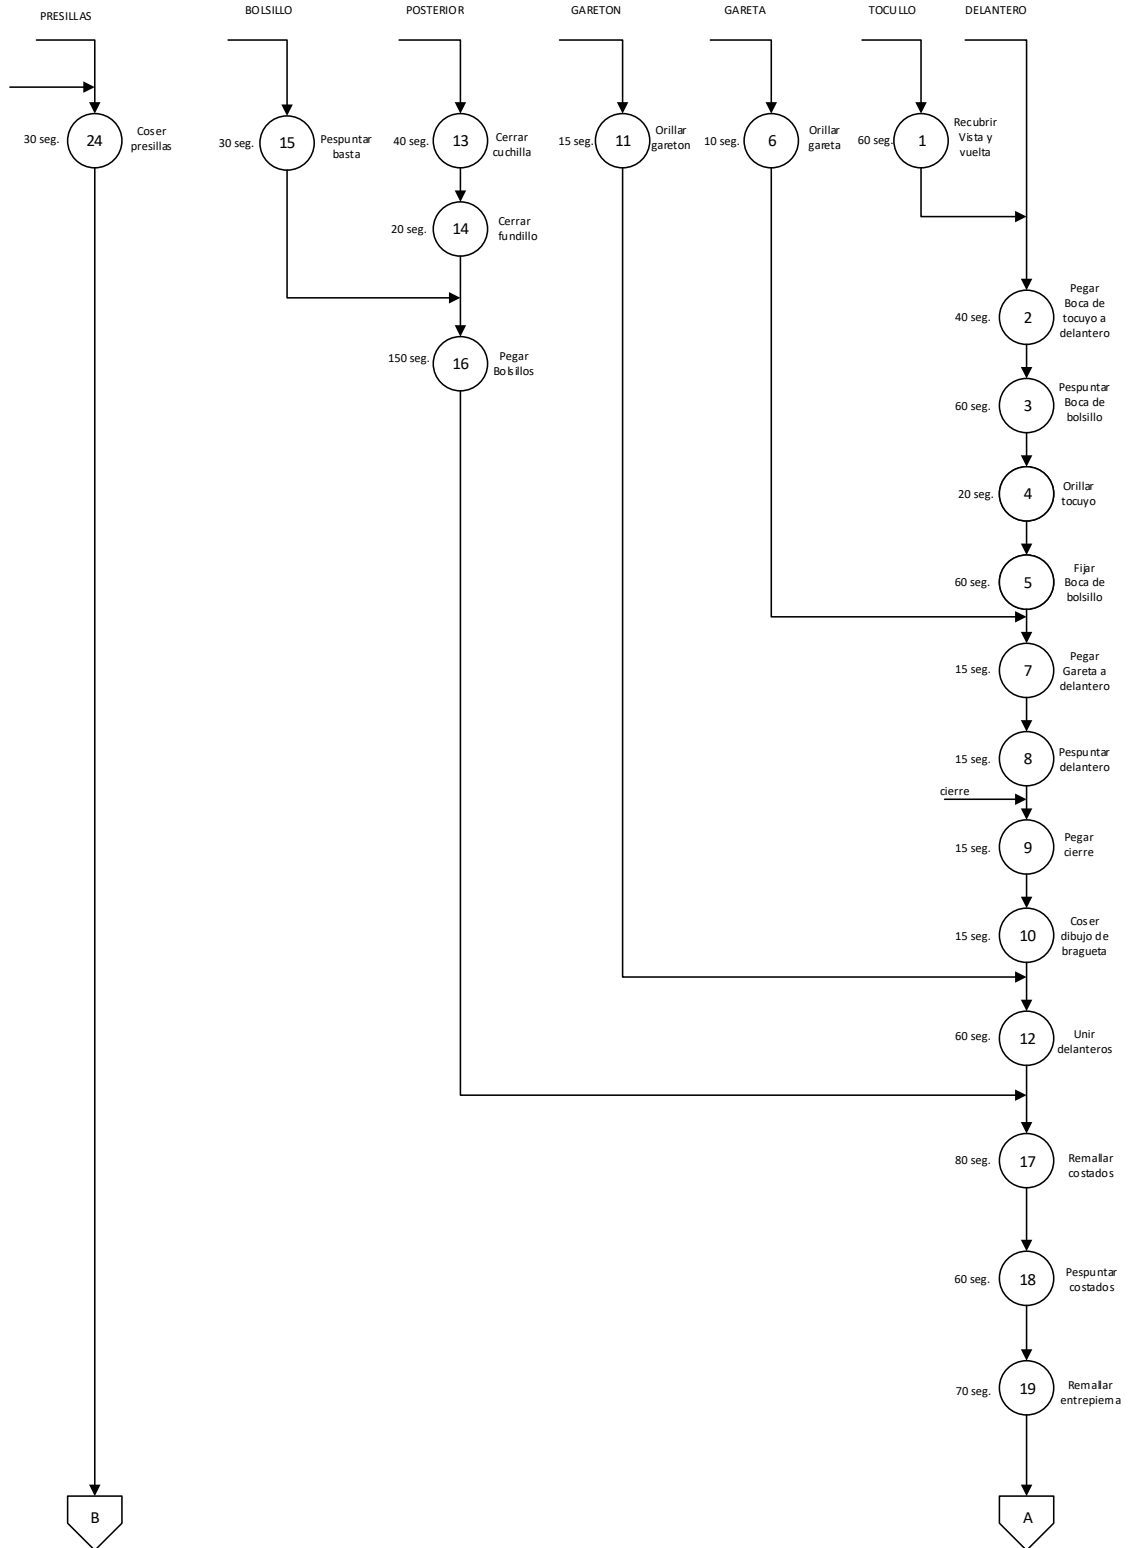 PRESILLAS
BOLSILLO
POSTERIOR
GARETON
GARETA
TOCULLO
DELANTERO
30 seg.
24
Coser
presillas
30 seg.
15
Pespuntar
basta
40 seg.
13
Cerrar
cuchilla
15 seg.
11
Orillar
gareton
10 seg.
6
Orillar
gareta
60 seg.
1
Recubrir
Vista y
vuelta
20 seg.
14
Cerrar
fundillo
40 seg.
2
Pegar
Boca de
tocuyo a
delantero
150 seg.
16
Pegar
Bolsillos
60 seg.
3
Pespuntar
Boca de
bolsillo
20 seg.
4
Orillar
tocuyo
60 seg.
5
Fijar
Boca de
bolsillo
15 seg.
7
Pegar
Gareta a
delantero
15 seg.
8
Pespuntar
delantero
cierre
15 seg.
9
Pegar
cierre
15 seg.
10
Coser
dibujo de
bragueta
60 seg.
12
Unir
delanteros
80 seg.
17
Remallar
costados
60 seg.
18
Pespuntar
costados
70 seg.
19
Remallar
entrepierna
B
A